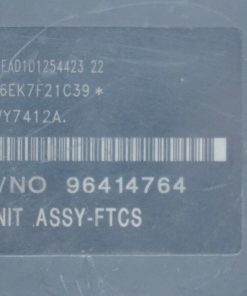 EAD1D1254423 22
6EK7F21C39 *
Y7412A.
/NO 96414764
NIT ASSY-FTCS